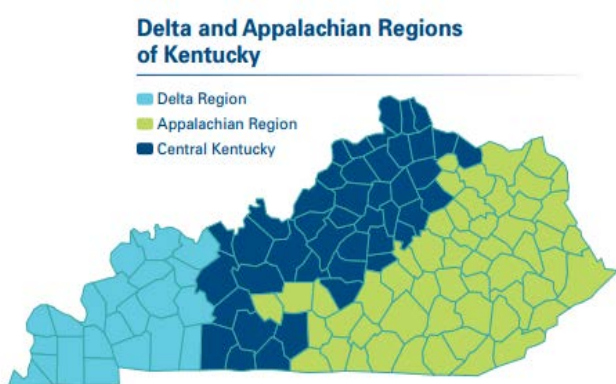 Delta and Appalachian Regions
of Kentucky
Delta Region
Appalachian Region
Central Kentucky